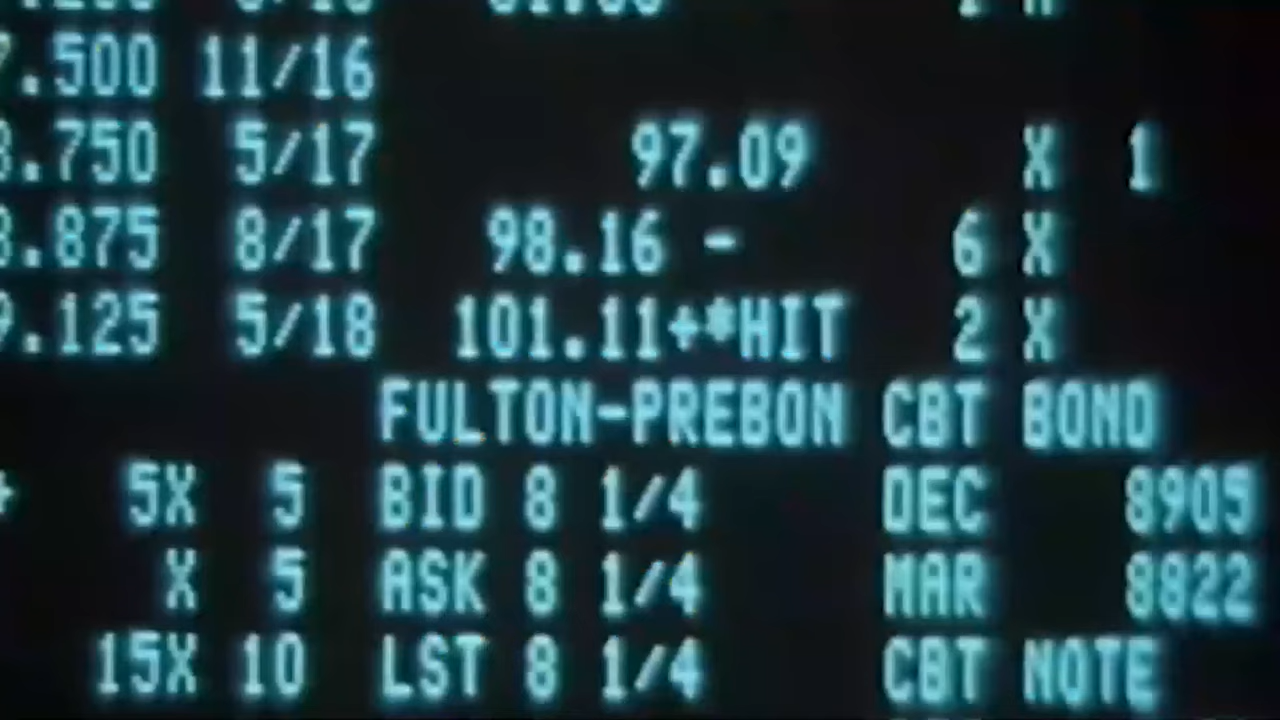 7.500 11/16
8.750 5/17 97.09 X 1
8.875 8/17 98.16 - 6 X
9.125 5/18 101.11+*HIT 2 X
FULTON-PREBON CBT BOND
5X 5 BID 8 1/4 DEC 8905
X 5 ASK 8 1/4 MAR 8822
15X 10 LST 8 1/4 CBT NOTE